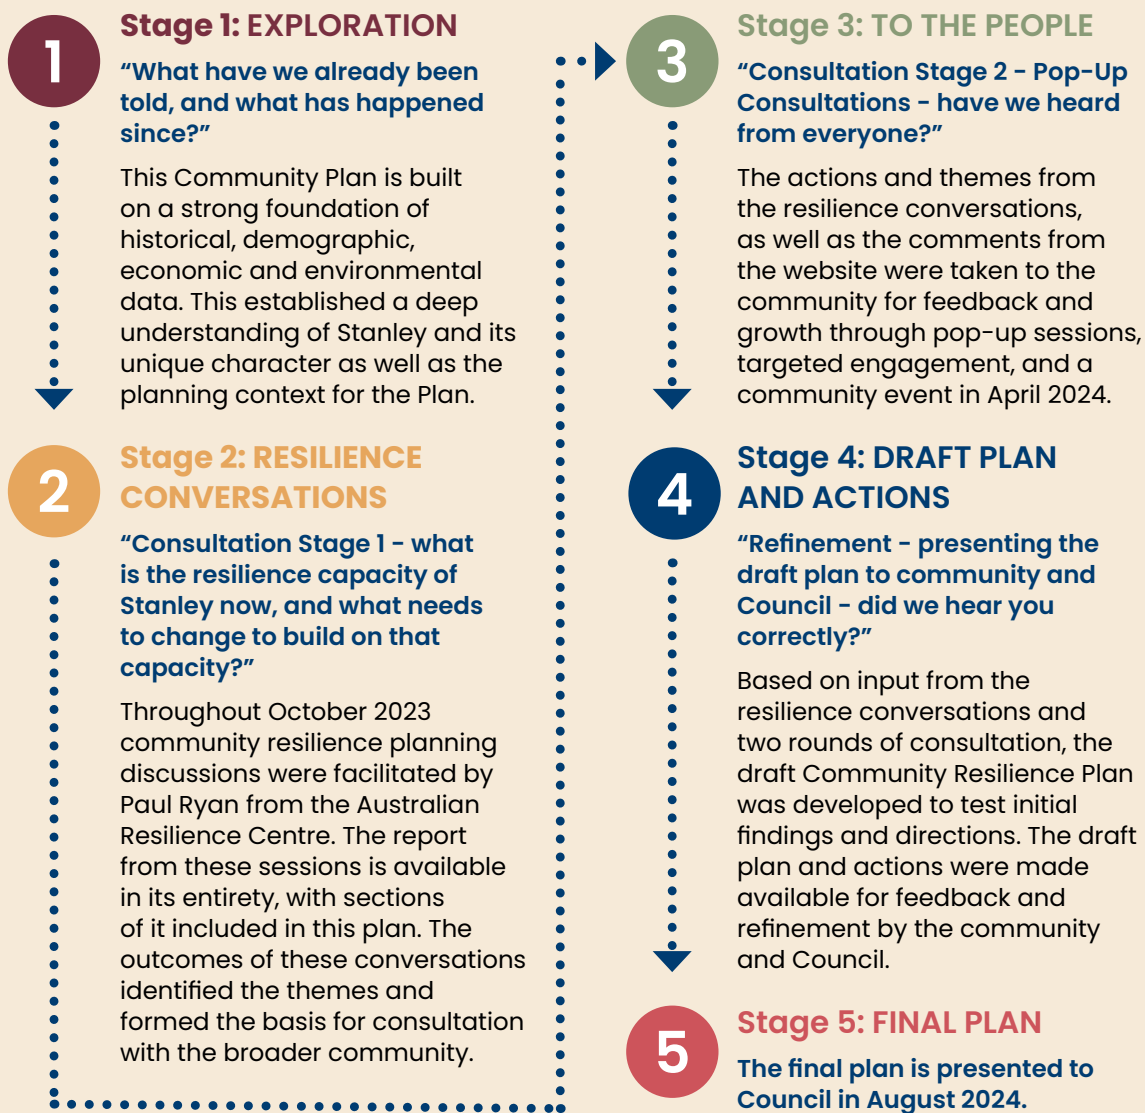 1
Stage 1: EXPLORATION
“What have we already been
told, and what has happened
since?”
This Community Plan is built
on a strong foundation of
historical, demographic,
economic and environmental
data. This established a deep
understanding of Stanley and its
unique character as well as the
planning context for the Plan.
2
Stage 2: RESILIENCE
CONVERSATIONS
“Consultation Stage 1 - what
is the resilience capacity of
Stanley now, and what needs
to change to build on that
capacity?”
Throughout October 2023
community resilience planning
discussions were facilitated by
Paul Ryan from the Australian
Resilience Centre. The report
from these sessions is available
in its entirety, with sections
of it included in this plan. The
outcomes of these conversations
identified the themes and
formed the basis for consultation
with the broader community.
3
Stage 3: TO THE PEOPLE
“Consultation Stage 2 - Pop-Up
Consultations - have we heard
from everyone?”
The actions and themes from
the resilience conversations,
as well as the comments from
the website were taken to the
community for feedback and
growth through pop-up sessions,
targeted engagement, and a
community event in April 2024.
4
Stage 4: DRAFT PLAN
AND ACTIONS
“Refinement - presenting the
draft plan to community and
Council - did we hear you
correctly?”
Based on input from the
resilience conversations and
two rounds of consultation, the
draft Community Resilience Plan
was developed to test initial
findings and directions. The draft
plan and actions were made
available for feedback and
refinement by the community
and Council.
5
Stage 5: FINAL PLAN
The final plan is presented to
Council in August 2024.